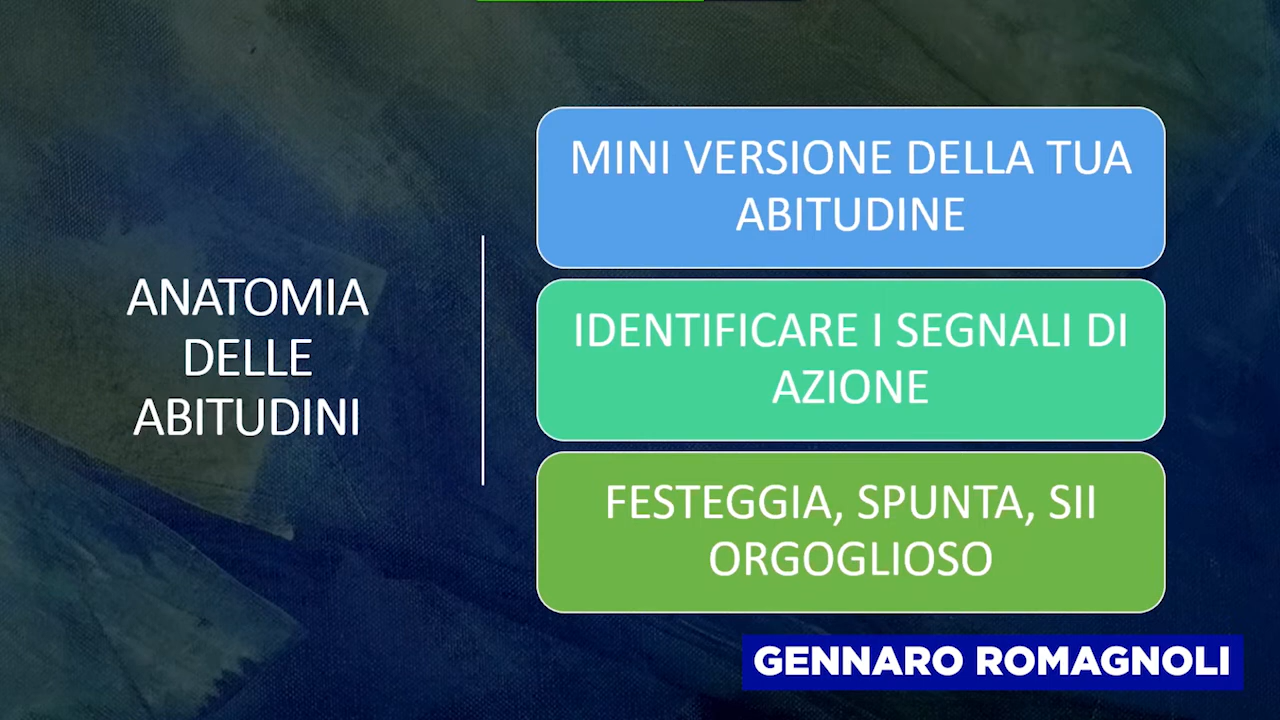 ANATOMIA
DELLE
ABITUDINI
MINI VERSIONE DELLA TUA
ABITUDINE
IDENTIFICARE I SEGNALI DI
AZIONE
FESTEGGIA, SPUNTA, SII
ORGOGLIOSO
GENNARO ROMAGNOLI